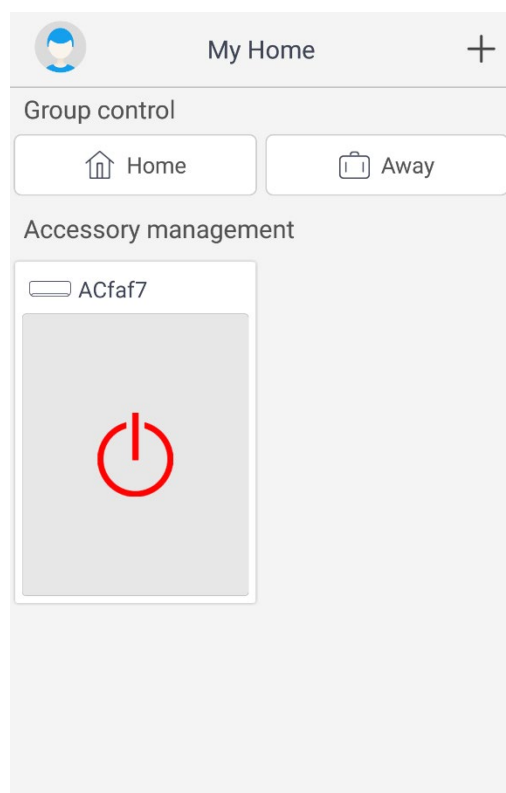 My Home
Group control
Home Away
Accessory management
ACfaf7